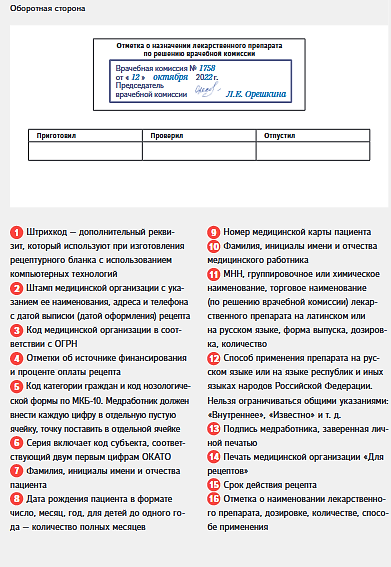 Оборотная сторона
Отметка о назначении лекарственного препарата
по решению врачебной комиссии
Врачебная комиссия № 1758
от « 12 » октября 2022 г.
Председатель
врачебной комиссии Л.Е. Орешкина
Приготовил Проверил Отпустил
1 Штрихкод — дополнительный рекви-
зит, который используют при изготовления
рецептурного бланка с использованием
компьютерных технологий
2 Штамп медицинской организации с ука-
занием ее наименования, адреса и телефона
с датой выписки (датой оформления) рецепта
3 Код медицинской организации в соот-
ветствии с ОГРН
4 Отметки об источнике финансирования
и проценте оплаты рецепта
5 Код категории граждан и код нозологиче-
ской формы по МКБ-10. Медработник должен
внести каждую цифру в отдельную пустую
ячейку, точку поставить в отдельной ячейке
6 Серия включает код субъекта, соответ-
ствующий двум первым цифрам ОКАТО
7 Фамилия, инициалы имени и отчества
пациента
8 Дата рождения пациента в формате
число, месяц, год, для детей до одного го-
да — количество полных месяцев
9 Номер медицинской карты пациента
10 Фамилия, инициалы имени и отчества
медицинского работника
11 МНН, группировочное или химическое
наименование, торговое наименование
(по решению врачебной комиссии) лекар-
ственного препарата на латинском или
на русском языке, форма выпуска, дозиров-
ка, количество
12 Способ применения препарата на рус-
ском языке или на языке республик и иных
языках народов Российской Федерации.
Нельзя ограничиваться общими указаниями:
«Внутреннее», «Известно» и т. д.
13 Подпись медработника, заверенная лич-
ной печатью
14 Печать медицинской организации «Для
рецептов»
15 Срок действия рецепта
16 Отметка о наименовании лекарственно-
го препарата, дозировке, количестве, спосо-
бе применения